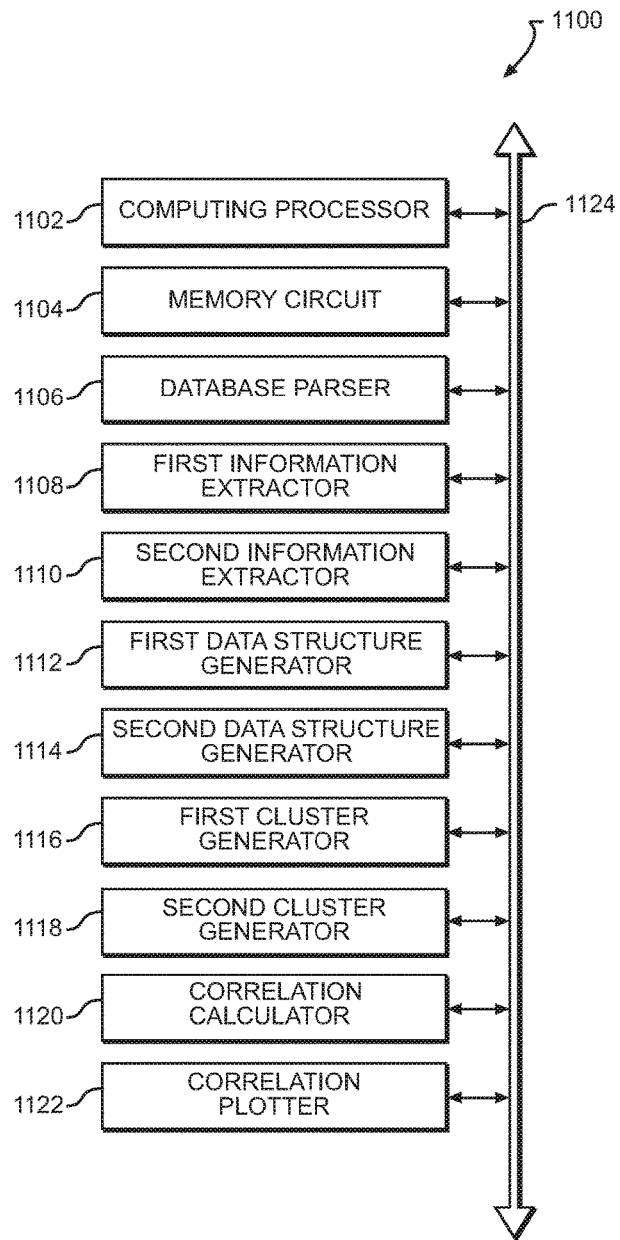 1100
1124
1102
COMPUTING PROCESSOR
1104
MEMORY CIRCUIT
1106
DATABASE PARSER
1108
FIRST INFORMATION
EXTRACTOR
1110
SECOND INFORMATION
EXTRACTOR
1112
FIRST DATA STRUCTURE
GENERATOR
1114
SECOND DATA STRUCTURE
GENERATOR
1116
FIRST CLUSTER
GENERATOR
1118
SECOND CLUSTER
GENERATOR
1120
CORRELATION
CALCULATOR
1122
CORRELATION
PLOTTER